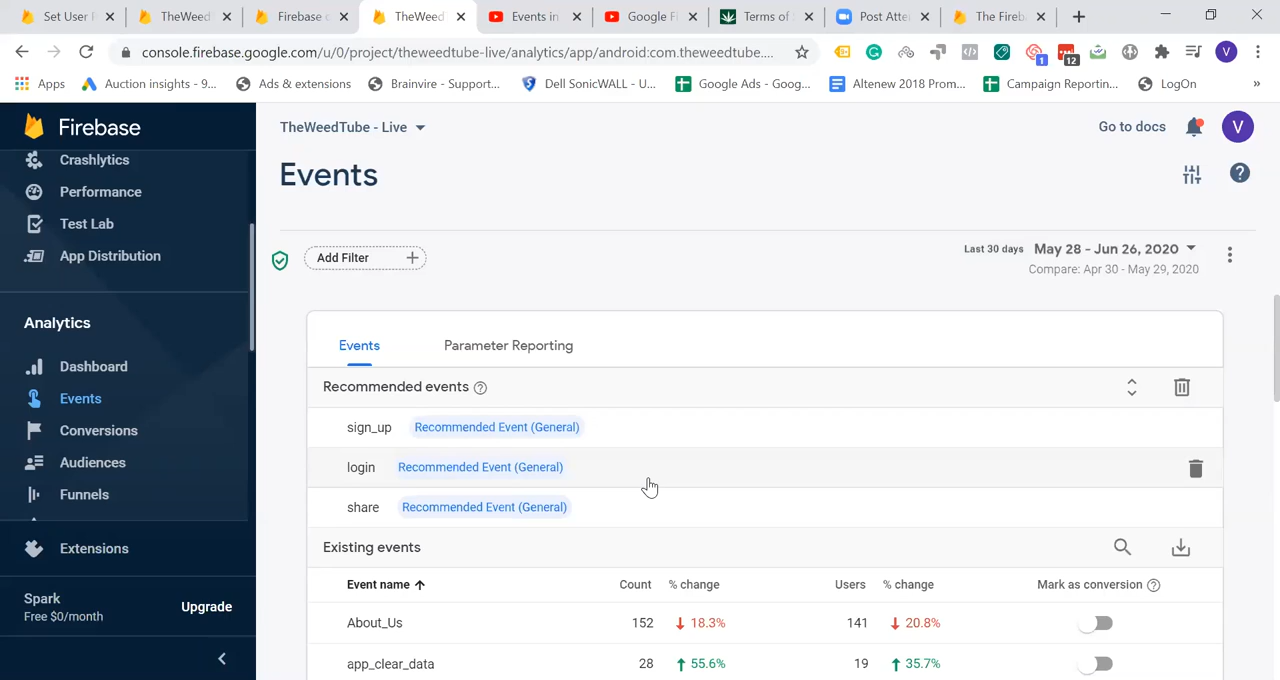 Set User P
TheWeed
Firebase c
TheWeed
Events in
Google Fi
Terms of
Post Atte
The Fireb
console.firebase.google.com/u/0/project/theweedtube-live/analytics/app/android:com.theweedtube....
1
12
V
Apps
Auction insights - 9...
Ads & extensions
Brainvire - Support...
Dell SonicWALL - U...
Google Ads - Goog...
Altenew 2018 Prom...
Campaign Reportin...
LogOn
»
Firebase
Crashlytics
Performance
Test Lab
App Distribution
Analytics
Dashboard
Events
Conversions
Audiences
Funnels
Extensions
Spark
Free $0/month
Upgrade
TheWeedTube - Live
Go to docs
V
Events
Add Filter
Last 30 days May 28 - Jun 26, 2020
Compare: Apr 30 - May 29, 2020
Events Parameter Reporting
Recommended events
sign_up Recommended Event (General)
login Recommended Event (General)
share Recommended Event (General)
Existing events
Event name Count % change Users % change Mark as conversion
About_Us 152 18.3% 141 20.8%
app_clear_data 28 55.6% 19 35.7%